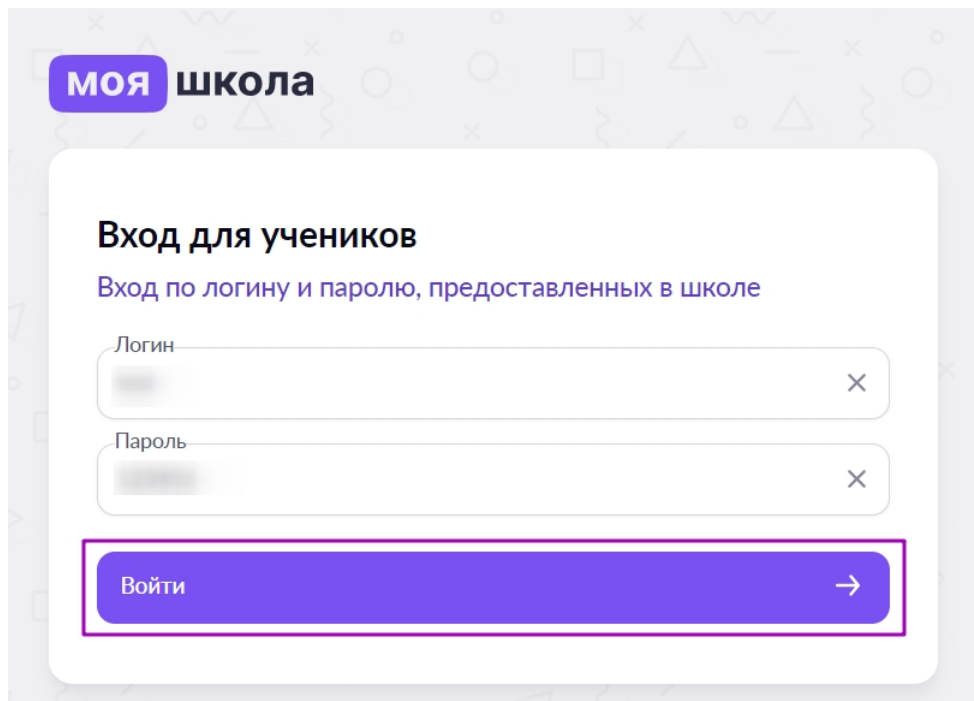 моя школа
Вход для учеников
Вход по логину и паролю, предоставленных в школе
Логин
Пароль
Войти